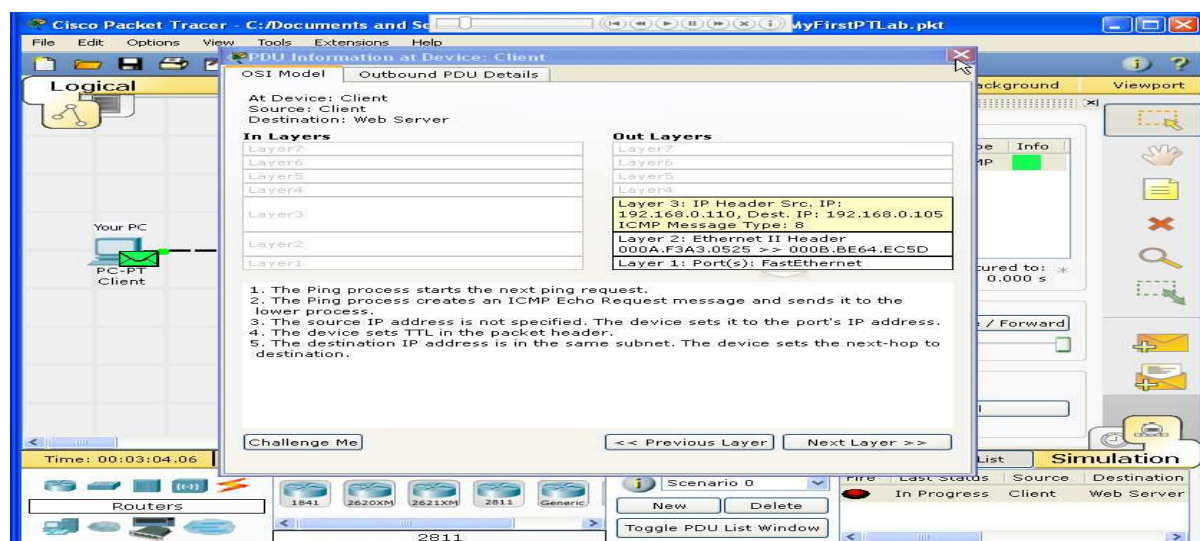 Cisco Packet Tracer - C:/Documents and Se
MyFirstPTLab.pkt
File Edit Options View Tools Extensions Help
PDU Information at Device: Client
OSI Model Outbound PDU Details
Logical
ackground
Viewport
At Device: Client
Source: Client
Destination: Web Server
In Layers
Out Layers
Layer7
Layer6
Layer5
Layer4
Layer3
Layer2
Layer1
Layer7
Layer6
Layer5
Layer4
Layer 3: IP Header Src. IP:
192.168.0.110, Dest. IP: 192.168.0.105
ICMP Message Type: 8
Layer 2: Ethernet II Header
000A.F3A3.0525 >> 000B.BE64.EC5D
Layer 1: Port(s): FastEthernet
pe Info
MP
Your PC
PC-PT
Client
1. The Ping process starts the next ping request.
2. The Ping process creates an ICMP Echo Request message and sends it to the
lower process.
3. The source IP address is not specified. The device sets it to the port's IP address.
4. The device sets TTL in the packet header.
5. The destination IP address is in the same subnet. The device sets the next-hop to
destination.
tured to: *
0.000 s
/ Forward
Challenge Me
<< Previous Layer
Next Layer >>
Time: 00:03:04.06
List
Simulation
Routers
1841 2620XM 2621XM 2811 Generic
2811
Scenario 0
New Delete
Toggle PDU List Window
Fire Last Status Source Destination
In Progress Client Web Server